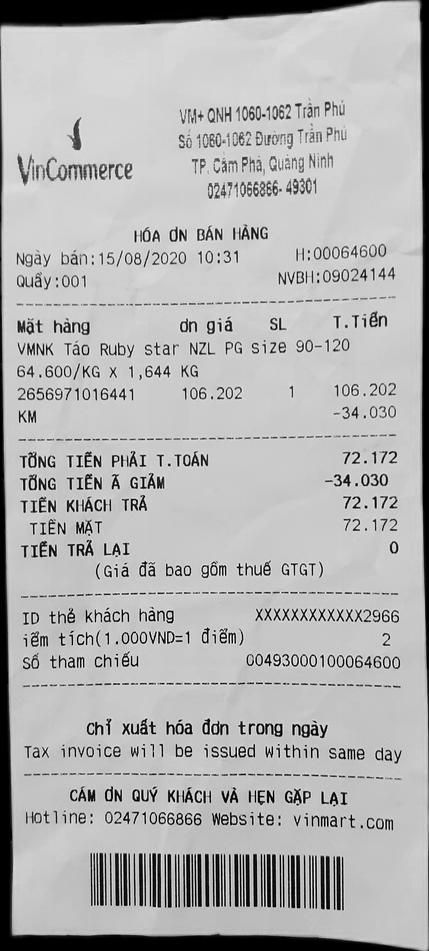 VinCommerce
VM+ QNH 1060-1062 Trần Phú
Số 1060-1062 Đường Trần Phú
TP. Cẩm Phả, Quảng Ninh
02471066866- 49301
HÓA ƠN BÁN HÀNG
Ngày bán:15/08/2020 10:31 H:00064600
Quầy:001 NVBH:09024144
Mặt hàng ơn giá SL T.Tiền
VMNK Táo Ruby star NZL PG size 90-120
64.600/KG X 1,644 KG
2656971016441 106.202 1 106.202
KM -34.030
TỔNG TIỀN PHẢI T.TOÁN 72.172
TỔNG TIỀN Ã GIẢM -34.030
TIỀN KHÁCH TRẢ 72.172
TIỀN MẶT 72.172
TIỀN TRẢ LẠI 0
(Giá đã bao gồm thuế GTGT)
ID thẻ khách hàng XXXXXXXXXXXX2966
iểm tích(1.000VND=1 điểm) 2
Số tham chiếu 00493000100064600
Chỉ xuất hóa đơn trong ngày
Tax invoice will be issued within same day
CÁM ƠN QUÝ KHÁCH VÀ HẸN GẶP LẠI
Hotline: 02471066866 Website: vinmart.com